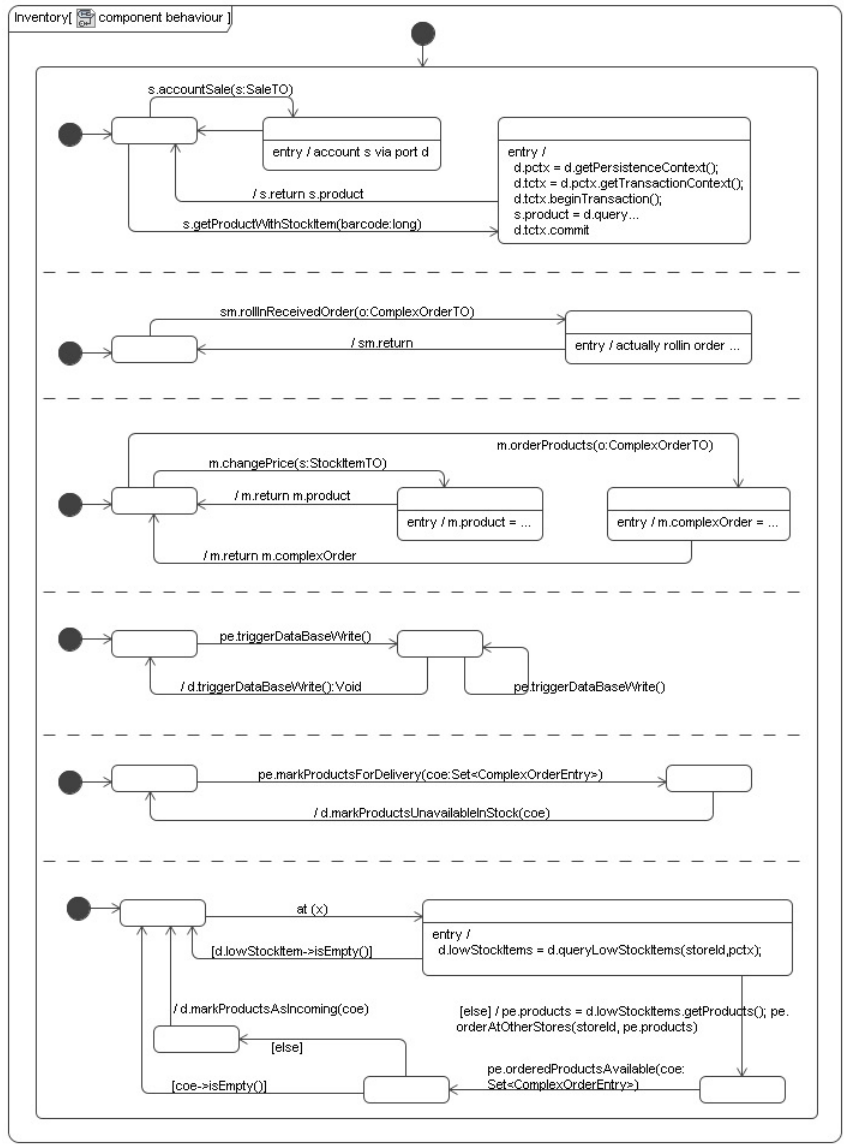 Inventory[ component behaviour ]
s.accountSale(s:SaleTO)
entry / account s via port d
entry /
d.pctx = d.getPersistenceContext();
d.tctx = d.pctx.getTransactionContext();
d.tctx.beginTransaction();
s.product = d.query...
d.tctx.commit
/ s.return s.product
s.getProductWithStockItem(barcode:long)
sm.rollInReceivedOrder(o:ComplexOrderTO)
/ sm.return
entry / actually rollin order ...
m.orderProducts(o:ComplexOrderTO)
m.changePrice(s:StockItemTO)
/ m.return m.product
entry / m.product = ...
entry / m.complexOrder = ...
/ m.return m.complexOrder
pe.triggerDataBaseWrite()
/ d.triggerDataBaseWrite():Void
pe.triggerDataBaseWrite()
pe.markProductsForDelivery(coe:Set<ComplexOrderEntry>)
/ d.markProductsUnavailableInStock(coe)
at (x)
entry /
d.lowStockItems = d.queryLowStockItems(storeId,pctx);
[d.lowStockItem->isEmpty()]
/ d.markProductsAsIncoming(coe)
[else] / pe.products = d.lowStockItems.getProducts(); pe.
orderAtOtherStores(storeId, pe.products)
[else]
pe.orderedProductsAvailable(coe:
Set<ComplexOrderEntry>)
[coe->isEmpty()]